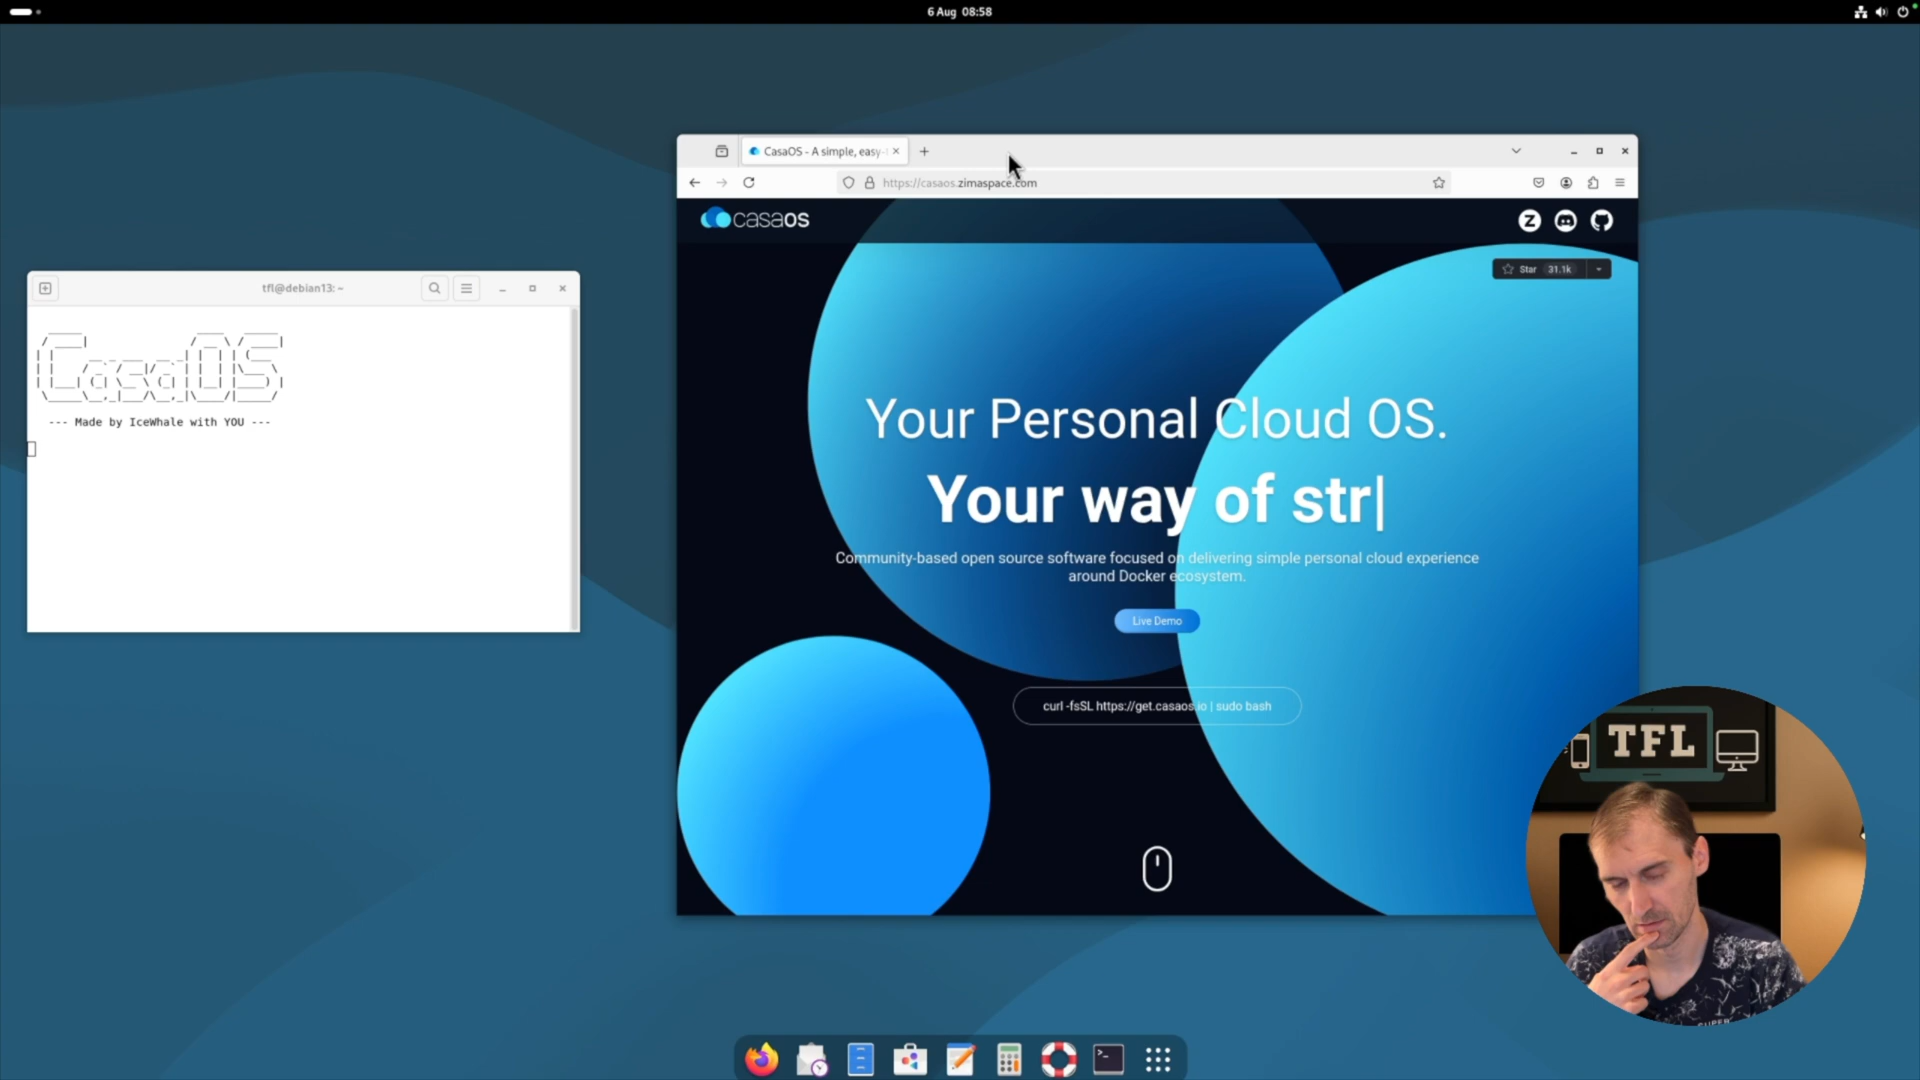 6 Aug 08:58
CasaOS - A simple, easy-
https://casaos.zimaspace.com
casaOS
Z
Star 31.1k
tfl@debian13: ~
CasaOS
--- Made by IceWhale with YOU ---
Your Personal Cloud OS.
Your way of str|
Community-based open source software focused on delivering simple personal cloud experience
around Docker ecosystem.
Live Demo
curl -fsSL https://get.casaos.io | sudo bash
TFL
SUPER